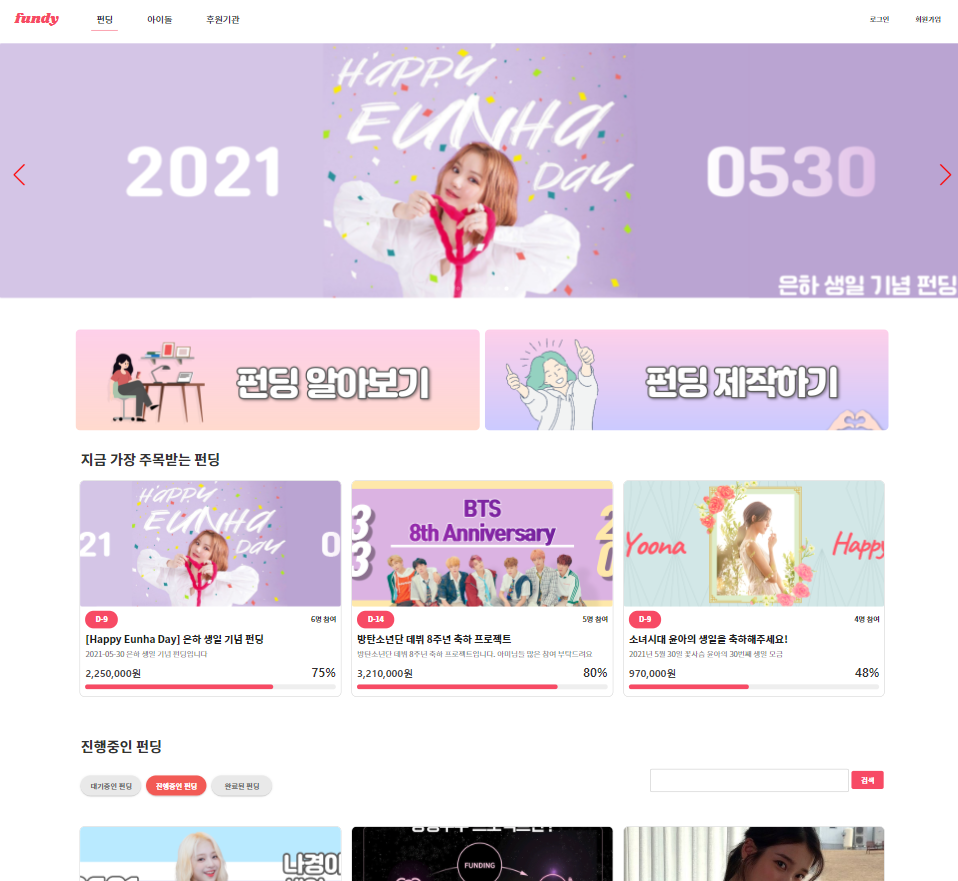 fundy 펀딩 아이돌 후원기관 로그인 회원가입
HAPPY
EUNHA
DAY
2021 0530
은하 생일 기념 펀딩
펀딩 알아보기 펀딩 제작하기
지금 가장 주목받는 펀딩
HAPPY
EUNHA
DAY
21 0
BTS
8th Anniversary
Yoona Happy
D-9 6명 참여
[Happy Eunha Day] 은하 생일 기념 펀딩
2021-05-30 은하 생일 기념 펀딩입니다
2,250,000원 75%
D-14 5명 참여
방탄소년단 데뷔 8주년 축하 프로젝트
방탄소년단 데뷔 8주년 축하 프로젝트입니다. 아미님들 많은 참여 부탁드려요
3,210,000원 80%
D-9 4명 참여
소녀시대 윤아의 생일을 축하해주세요!
2021년 5월 30일 꽃사슴 윤아의 30번째 생일 모금
970,000원 48%
진행중인 펀딩
대기중인 펀딩 진행중인 펀딩 완료된 펀딩 검색
나경이
FUNDING